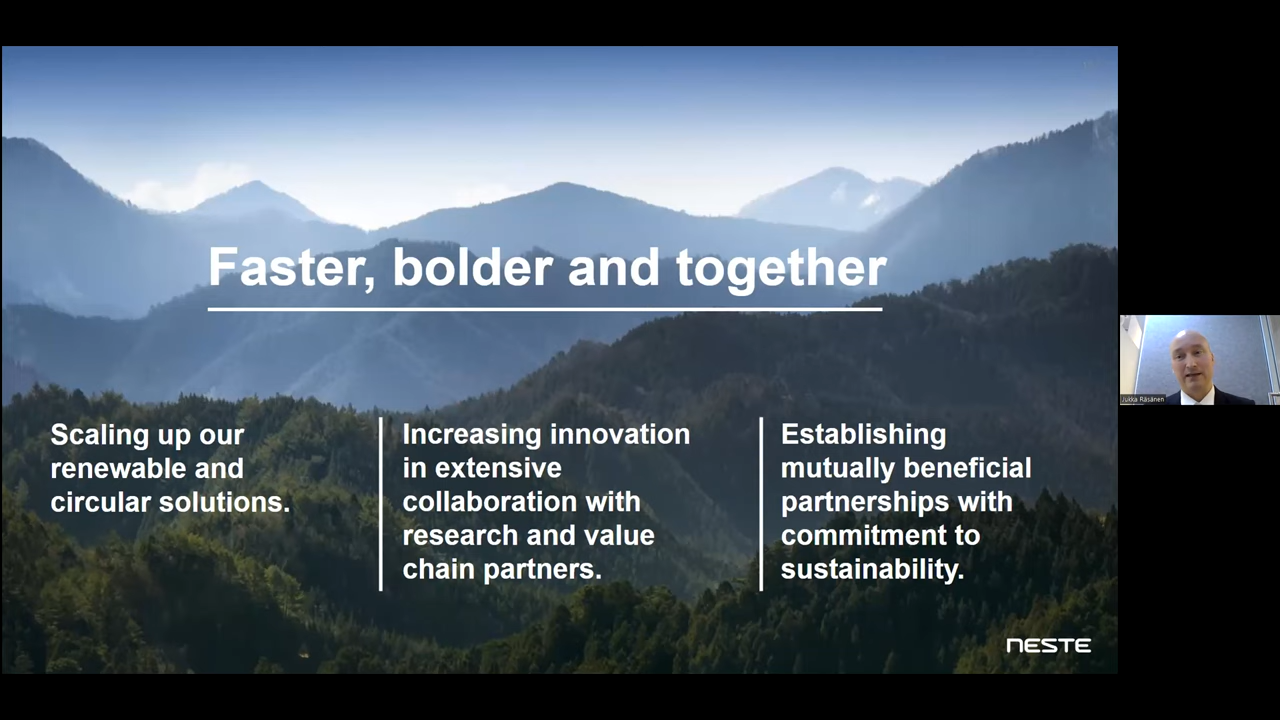 Faster, bolder and together
Scaling up our
renewable and
circular solutions.
Increasing innovation
in extensive
collaboration with
research and value
chain partners.
Establishing
mutually beneficial
partnerships with
commitment to
sustainability.
NESTE
Jukka Räsänen